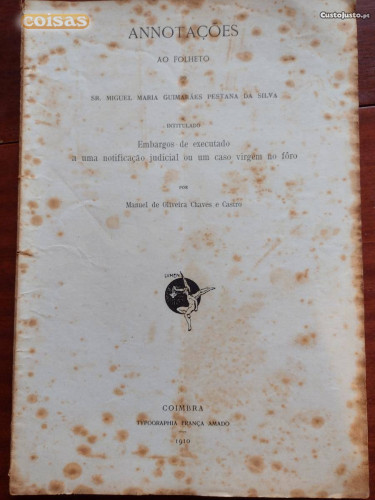 coisas
CustoJusto.pt
ANNOTAÇÕES
AO FOLHETO
SR. MIGUEL MARIA GUIMARÃES PESTANA DA SILVA
INTITULADO
Embargos de executado
a uma notificação judicial ou um caso virgem no fôro
POR
Manuel de Oliveira Chaves e Castro
LUMEN
COIMBRA
TYPOGRAPHIA FRANÇA AMADO
1910